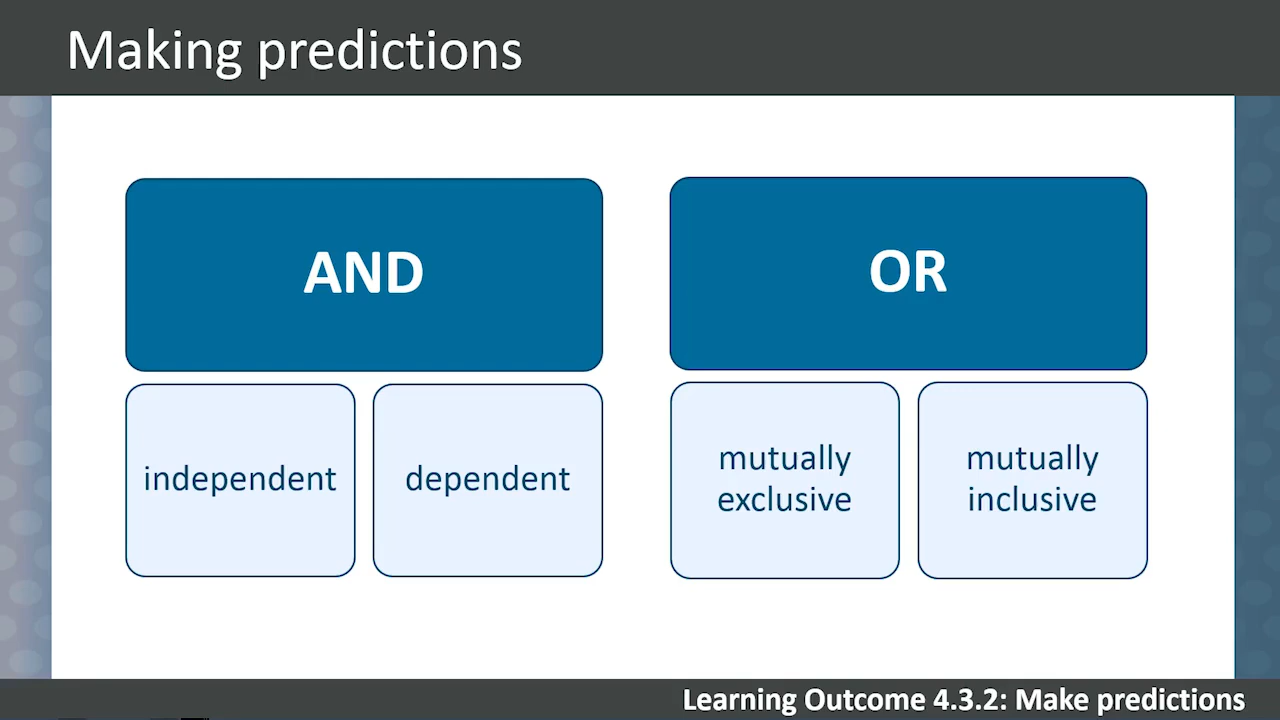 Making predictions
AND
OR
independent
dependent
mutually
exclusive
mutually
inclusive
Learning Outcome 4.3.2: Make predictions